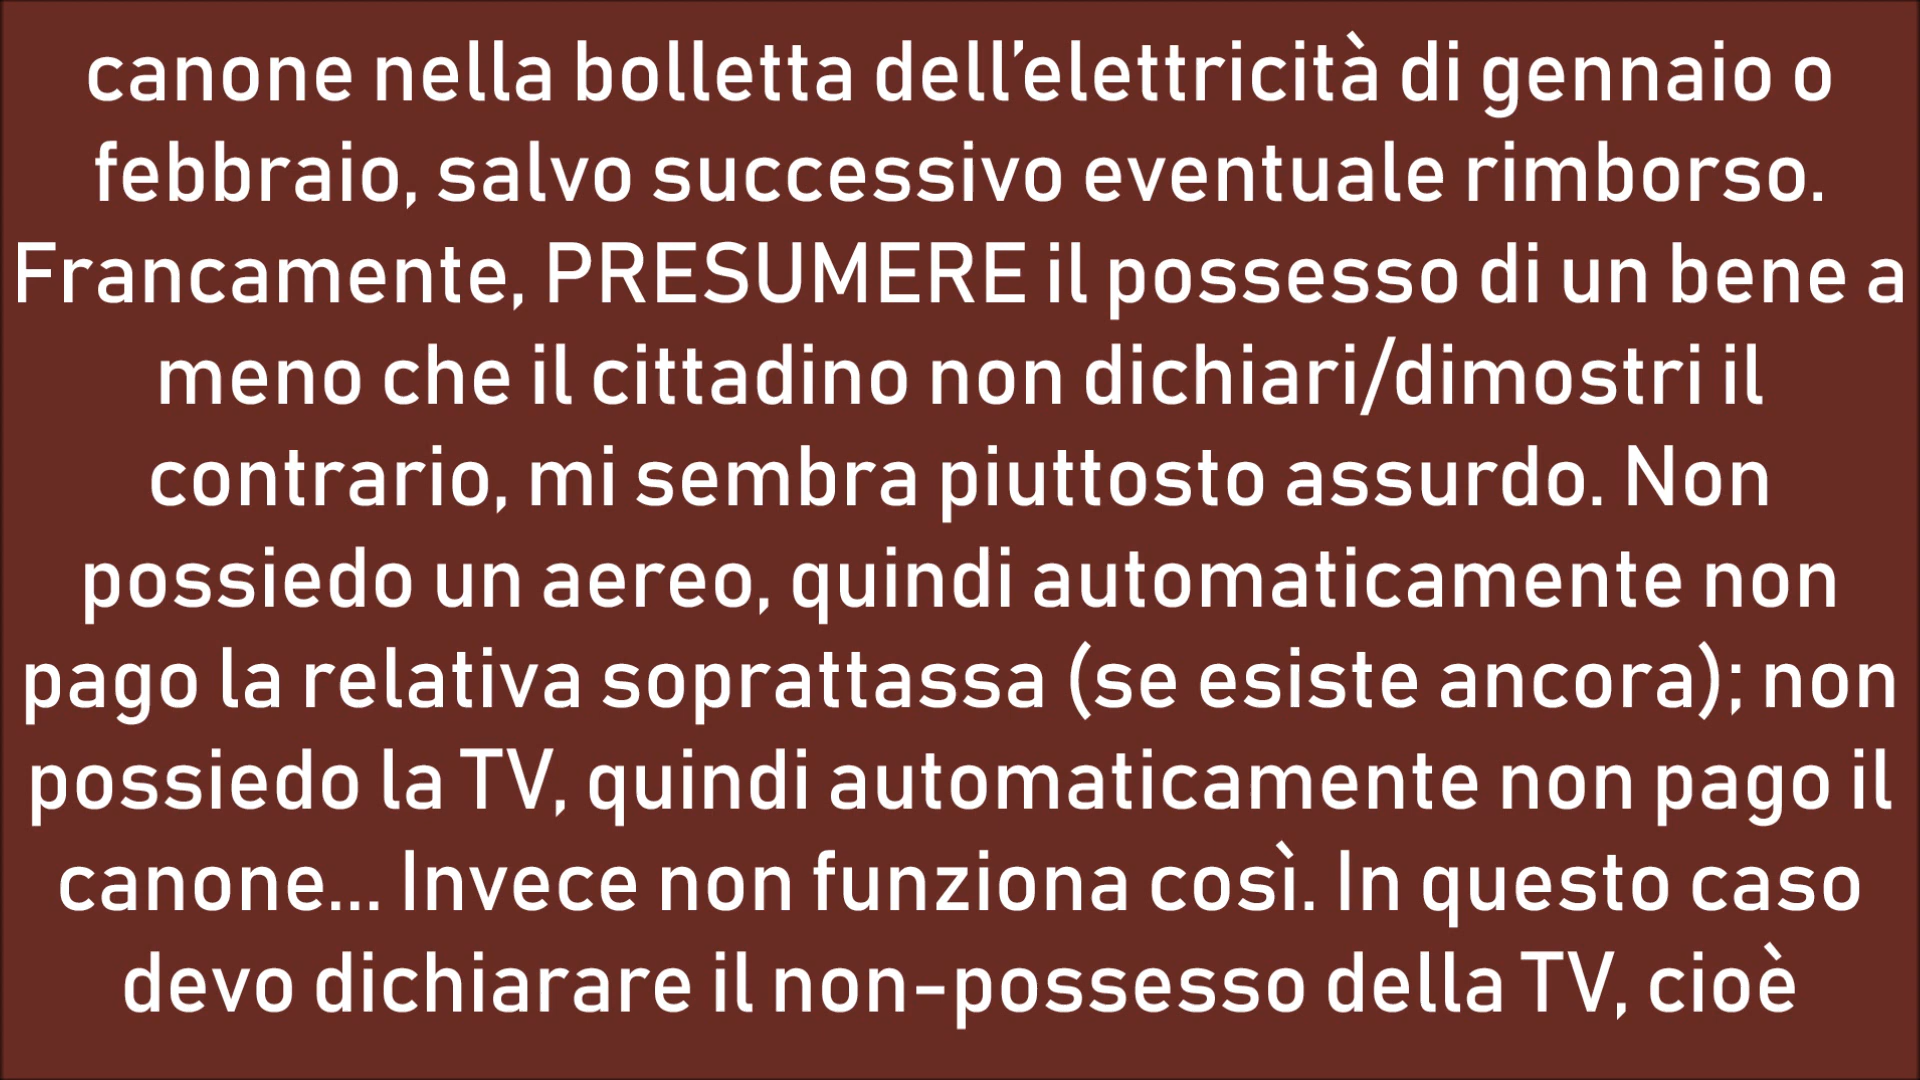 canone nella bolletta dell’elettricità di gennaio o
febbraio, salvo successivo eventuale rimborso.
Francamente, PRESUMERE il possesso di un bene a
meno che il cittadino non dichiari/dimostri il
contrario, mi sembra piuttosto assurdo. Non
possiedo un aereo, quindi automaticamente non
pago la relativa soprattassa (se esiste ancora); non
possiedo la TV, quindi automaticamente non pago il
canone... Invece non funziona così. In questo caso
devo dichiarare il non-possesso della TV, cioè